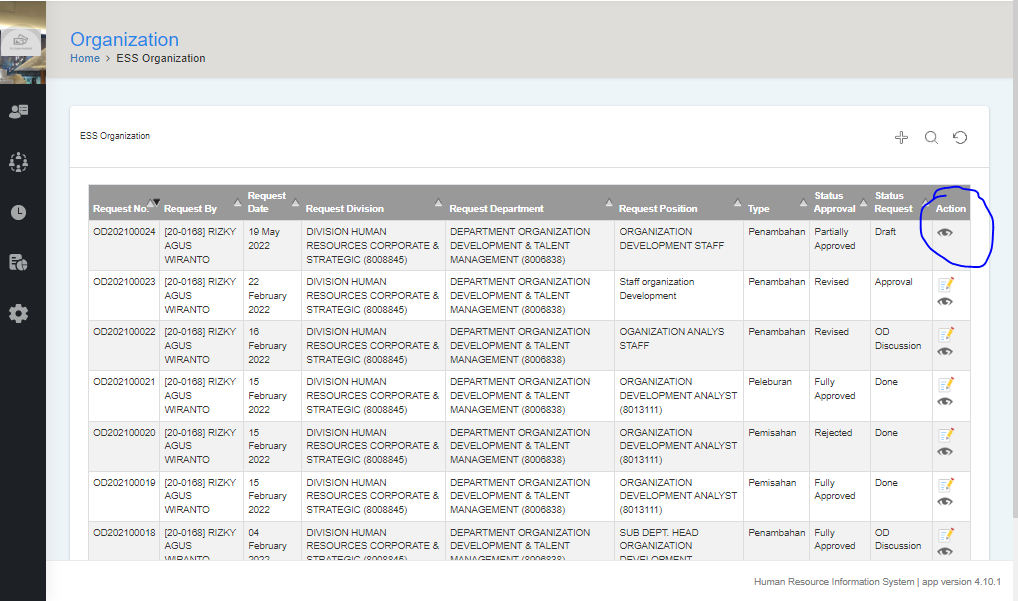 Organization
Home > ESS Organization
ESS Organization
Request No. Request By Request Date Request Division Request Department Request Position Type Status Approval Status Request Action
OD202100024 [20-0168] RIZKY 19 May DIVISION HUMAN DEPARTMENT ORGANIZATION ORGANIZATION Penambahan Partially Draft
AGUS 2022 RESOURCES CORPORATE & DEVELOPMENT & TALENT DEVELOPMENT STAFF Approved
WIRANTO STRATEGIC (8008845) MANAGEMENT (8006838)
OD202100023 [20-0168] RIZKY 22 DIVISION HUMAN DEPARTMENT ORGANIZATION Staff organization Penambahan Revised Approval
AGUS February RESOURCES CORPORATE & DEVELOPMENT & TALENT Development
WIRANTO 2022 STRATEGIC (8008845) MANAGEMENT (8006838)
OD202100022 [20-0168] RIZKY 16 DIVISION HUMAN DEPARTMENT ORGANIZATION OGANIZATION ANALYS Penambahan Revised OD
AGUS February RESOURCES CORPORATE & DEVELOPMENT & TALENT STAFF Discussion
WIRANTO 2022 STRATEGIC (8008845) MANAGEMENT (8006838)
OD202100021 [20-0168] RIZKY 15 DIVISION HUMAN DEPARTMENT ORGANIZATION ORGANIZATION Peleburan Fully Done
AGUS February RESOURCES CORPORATE & DEVELOPMENT & TALENT DEVELOPMENT ANALYST Approved
WIRANTO 2022 STRATEGIC (8008845) MANAGEMENT (8006838) (8013111)
OD202100020 [20-0168] RIZKY 15 DIVISION HUMAN DEPARTMENT ORGANIZATION ORGANIZATION Pemisahan Rejected Done
AGUS February RESOURCES CORPORATE & DEVELOPMENT & TALENT DEVELOPMENT ANALYST
WIRANTO 2022 STRATEGIC (8008845) MANAGEMENT (8006838) (8013111)
OD202100019 [20-0168] RIZKY 15 DIVISION HUMAN DEPARTMENT ORGANIZATION ORGANIZATION Pemisahan Fully Done
AGUS February RESOURCES CORPORATE & DEVELOPMENT & TALENT DEVELOPMENT ANALYST Approved
WIRANTO 2022 STRATEGIC (8008845) MANAGEMENT (8006838) (8013111)
OD202100018 [20-0168] RIZKY 04 DIVISION HUMAN DEPARTMENT ORGANIZATION SUB DEPT. HEAD Penambahan Fully OD
AGUS February RESOURCES CORPORATE & DEVELOPMENT & TALENT ORGANIZATION Approved Discussion
WIRANTO 2022 STRATEGIC (8008845) MANAGEMENT (8006838) DEVELOPMENT
Human Resource Information System | app version 4.10.1